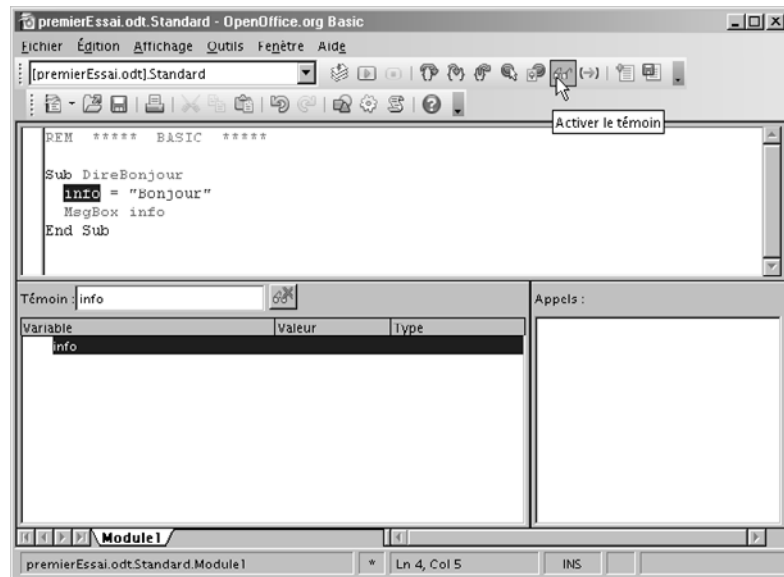 premierEssai.odt.Standard - OpenOffice.org Basic
Fichier Édition Affichage Outils Fenêtre Aide
[premierEssai.odt].Standard
Activer le témoin
REM ***** BASIC *****
Sub DireBonjour
info = "Bonjour"
MsgBox info
End Sub
Témoin : info
Appels :
Variable Valeur Type
info
Module1
premierEssai.odt.Standard.Module1 * Ln 4, Col 5 INS